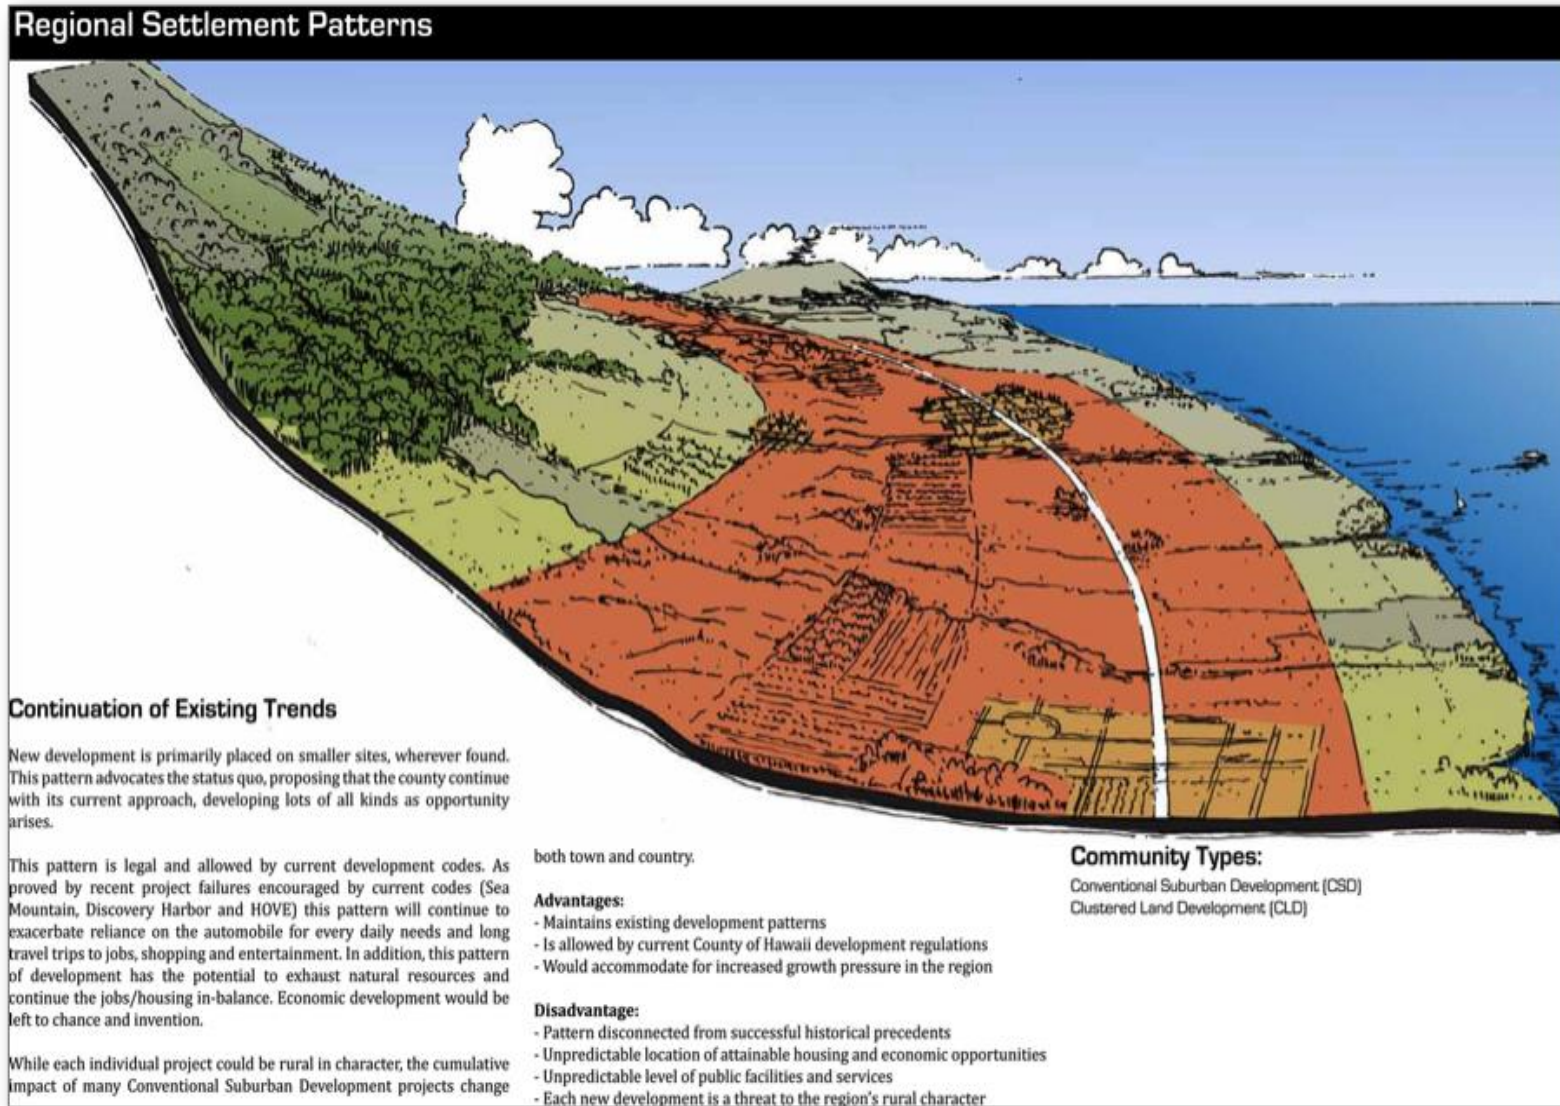 Regional Settlement Patterns
Continuation of Existing Trends
New development is primarily placed on smaller sites, wherever found.
This pattern advocates the status quo, proposing that the county continue
with its current approach, developing lots of all kinds as opportunity
arises.
This pattern is legal and allowed by current development codes. As
proved by recent project failures encouraged by current codes (Sea
Mountain, Discovery Harbor and HOVE) this pattern will continue to
exacerbate reliance on the automobile for every daily needs and long
travel trips to jobs, shopping and entertainment. In addition, this pattern
of development has the potential to exhaust natural resources and
continue the jobs/housing in-balance. Economic development would be
left to chance and invention.
While each individual project could be rural in character, the cumulative
impact of many Conventional Suburban Development projects change
both town and country.
Advantages:
- Maintains existing development patterns
- Is allowed by current County of Hawaii development regulations
- Would accommodate for increased growth pressure in the region
Disadvantage:
- Pattern disconnected from successful historical precedents
- Unpredictable location of attainable housing and economic opportunities
- Unpredictable level of public facilities and services
- Each new development is a threat to the region's rural character
Community Types:
Conventional Suburban Development (CSD)
Clustered Land Development (CLD)